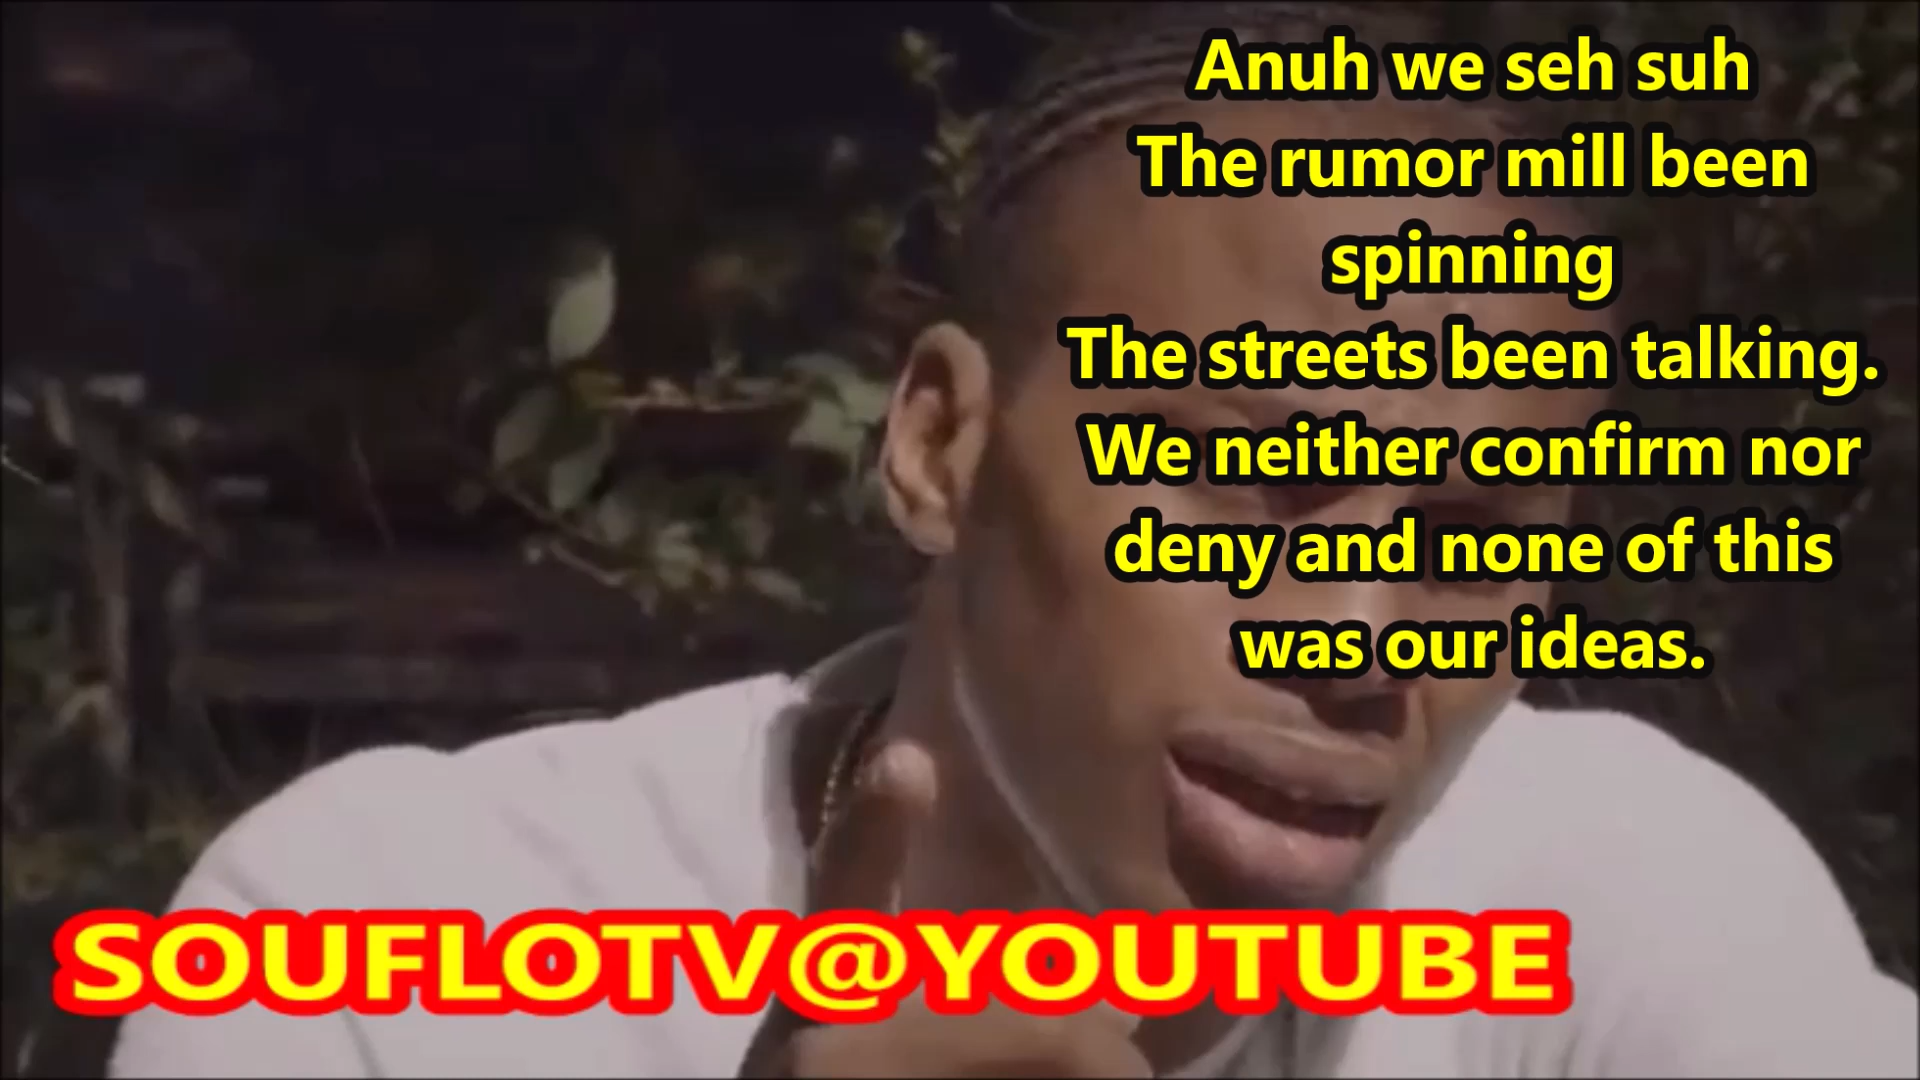 Anuh we seh suh
The rumor mill been
spinning
The streets been talking.
We neither confirm nor
deny and none of this
was our ideas.
SOUFLOTV@YOUTUBE